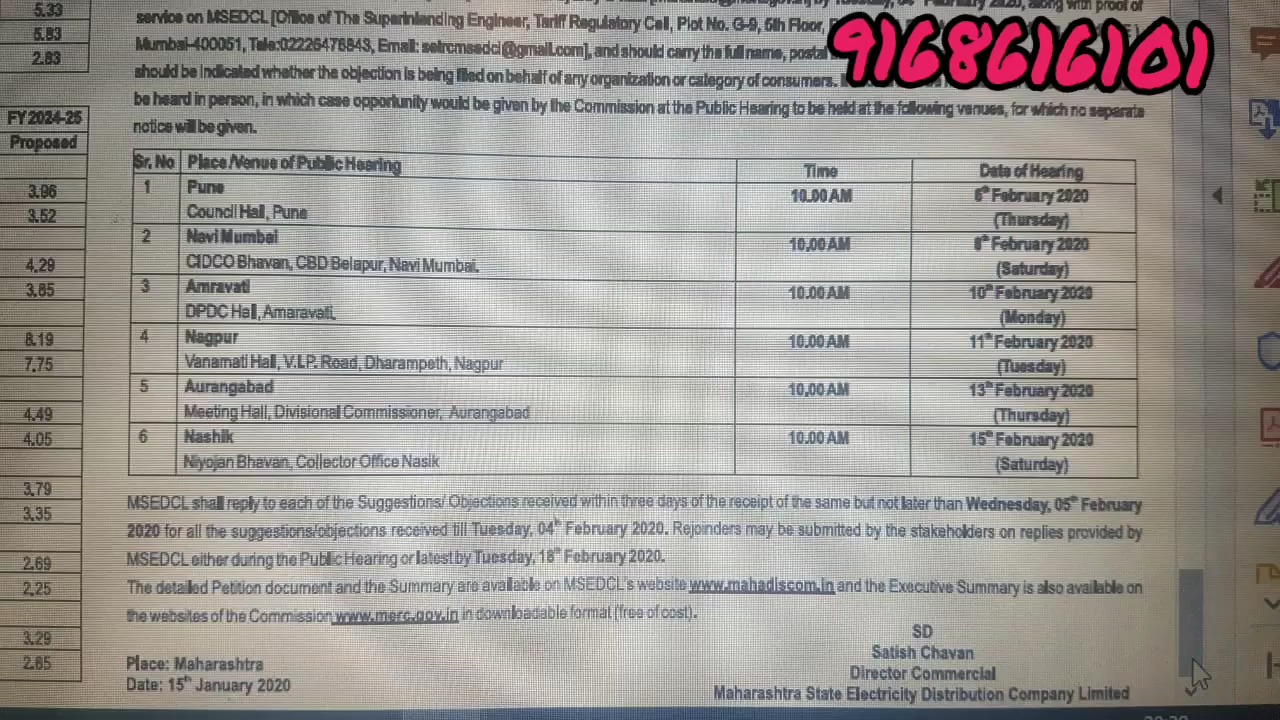 5.33
5.83
2.83
FY 2024-25
Proposed
3.96
3.52
4.29
3.85
8.19
7.75
4.49
4.05
3.79
3.35
2.69
2.25
3.29
2.85
service on MSEDCL [Office of The Superintending Engineer, Tariff Regulatory Cell, Plot No. G-9, 5th Floor,
9168616101
Mumbai-400051, Tele:02226476843, Email: setrcmsedcl@gmail.com], and should carry the full name, postal
should be indicated whether the objection is being filed on behalf of any organization or category of consumers.
be heard in person, in which case opportunity would be given by the Commission at the Public Hearing to be held at the following venues, for which no separate
notice will be given.
Sr. No Place /Venue of Public Hearing Time Date of Hearing
1 Pune 10.00 AM 6th February 2020
Council Hall, Pune (Thursday)
2 Navi Mumbai 10.00 AM 8th February 2020
CIDCO Bhavan, CBD Belapur, Navi Mumbai. (Saturday)
3 Amravati 10.00 AM 10th February 2020
DPDC Hall, Amaravati. (Monday)
4 Nagpur 10.00 AM 11th February 2020
Vanamati Hall, V.I.P. Road, Dharampeth, Nagpur (Tuesday)
5 Aurangabad 10.00 AM 13th February 2020
Meeting Hall, Divisional Commissioner, Aurangabad (Thursday)
6 Nashik 10.00 AM 15th February 2020
Niyojan Bhavan, Collector Office Nasik (Saturday)
MSEDCL shall reply to each of the Suggestions/ Objections received within three days of the receipt of the same but not later than Wednesday, 05th February
2020 for all the suggestions/objections received till Tuesday, 04th February 2020. Rejoinders may be submitted by the stakeholders on replies provided by
MSEDCL either during the Public Hearing or latest by Tuesday, 18th February 2020.
The detailed Petition document and the Summary are available on MSEDCL's website www.mahadiscom.in and the Executive Summary is also available on
the websites of the Commission www.merc.gov.in in downloadable format (free of cost).
SD
Satish Chavan
Place: Maharashtra
Director Commercial
Date: 15th January 2020
Maharashtra State Electricity Distribution Company Limited